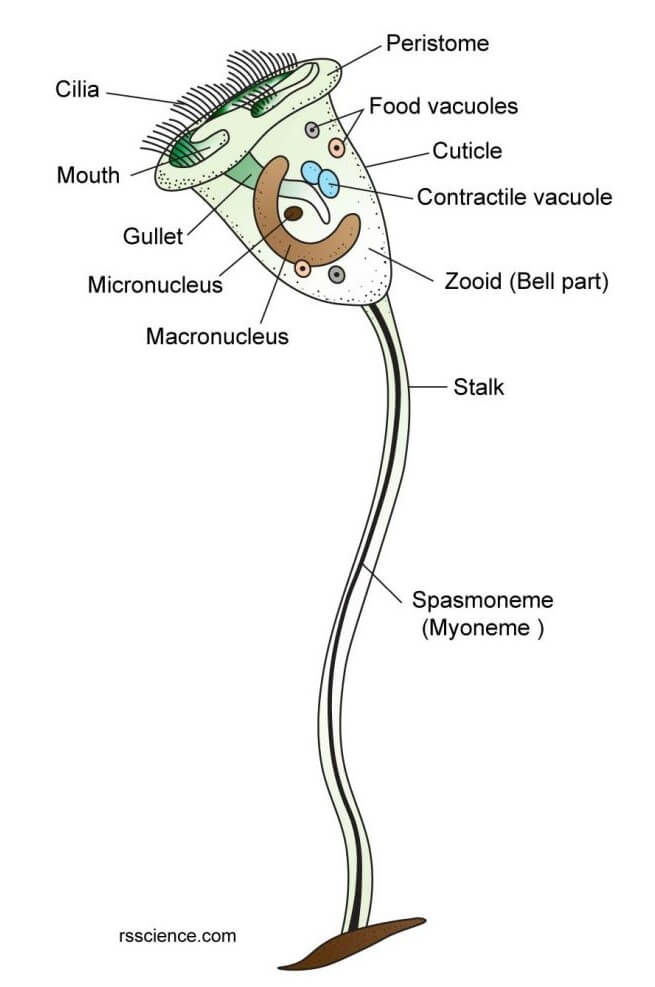 Peristome
Cilia
Food vacuoles
Cuticle
Mouth
Contractile vacuole
Gullet
Micronucleus
Zooid (Bell part)
Macronucleus
Stalk
Spasmoneme
(Myoneme )
rsscience.com